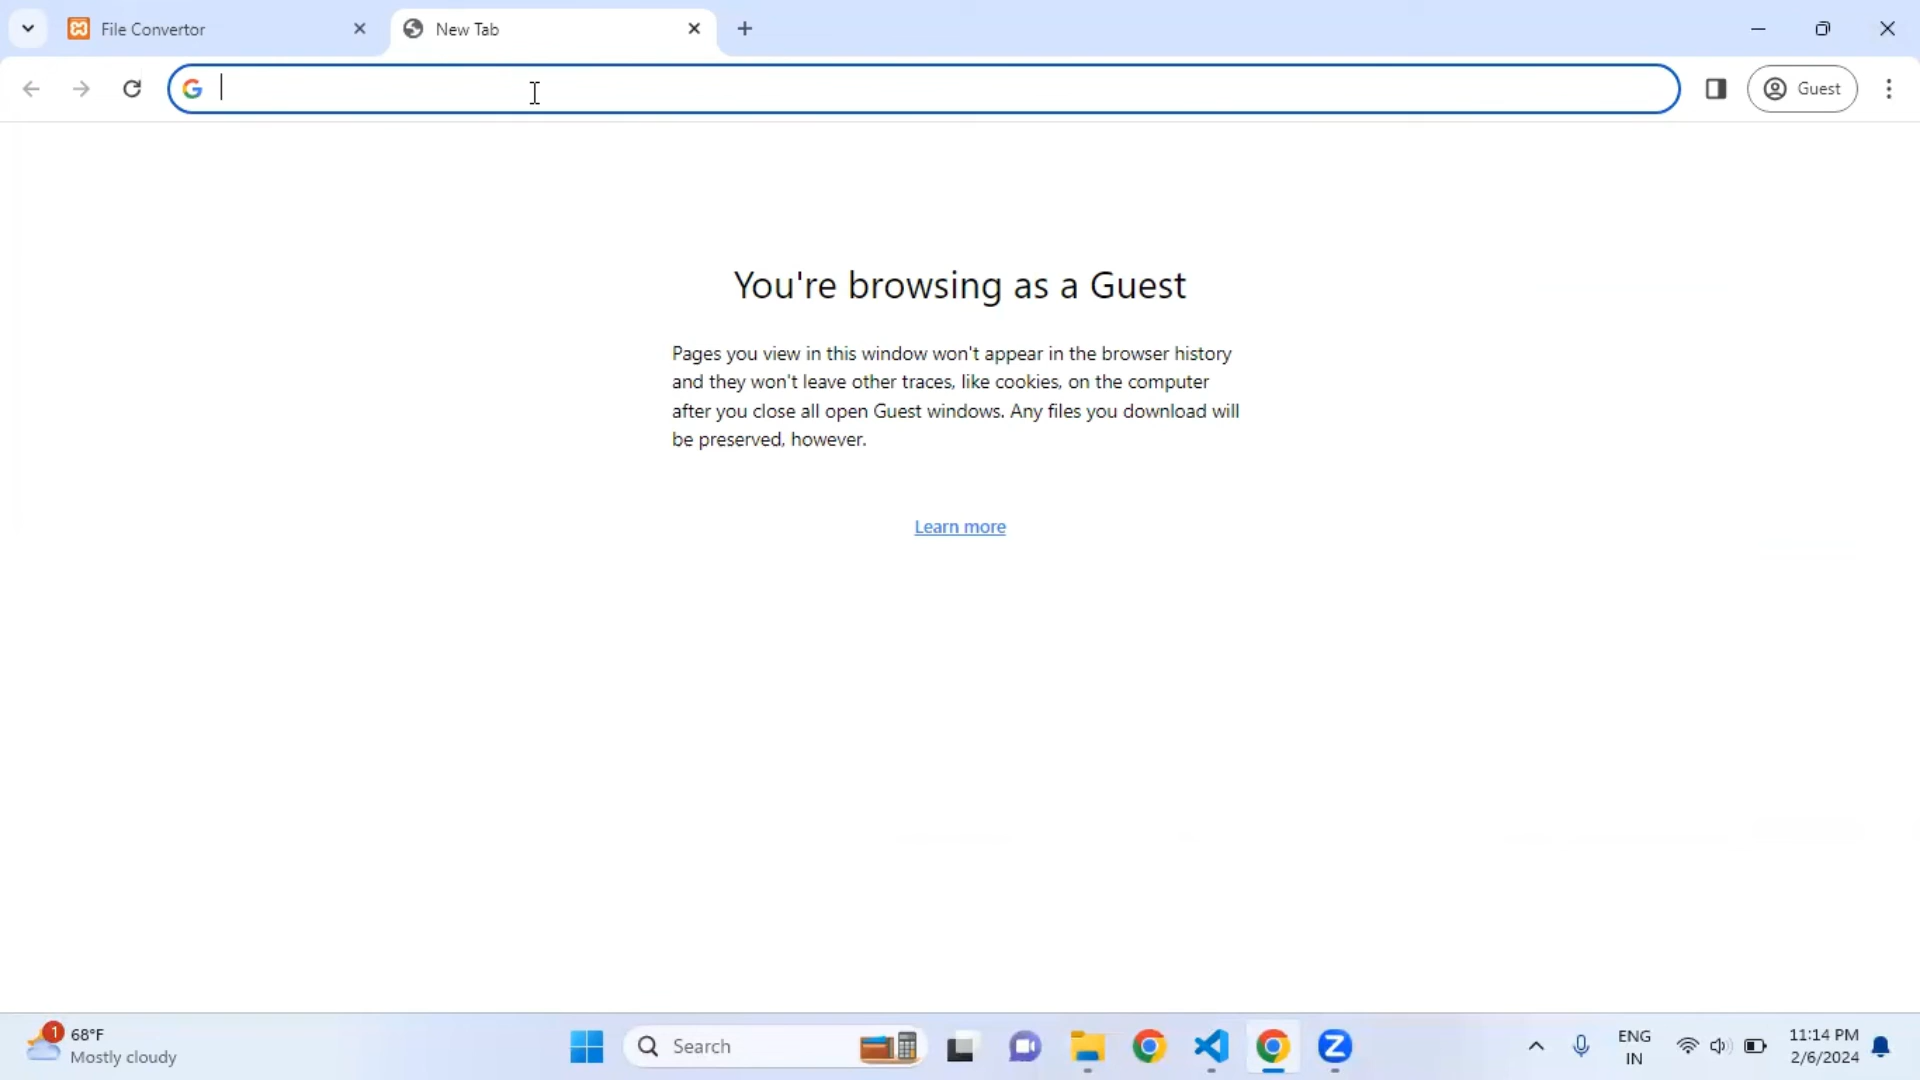 File Convertor
New Tab
Guest
You're browsing as a Guest
Pages you view in this window won't appear in the browser history
and they won't leave other traces, like cookies, on the computer
after you close all open Guest windows. Any files you download will
be preserved, however.
Learn more
1
68°F
Mostly cloudy
Search
ENG
IN
11:14 PM
2/6/2024